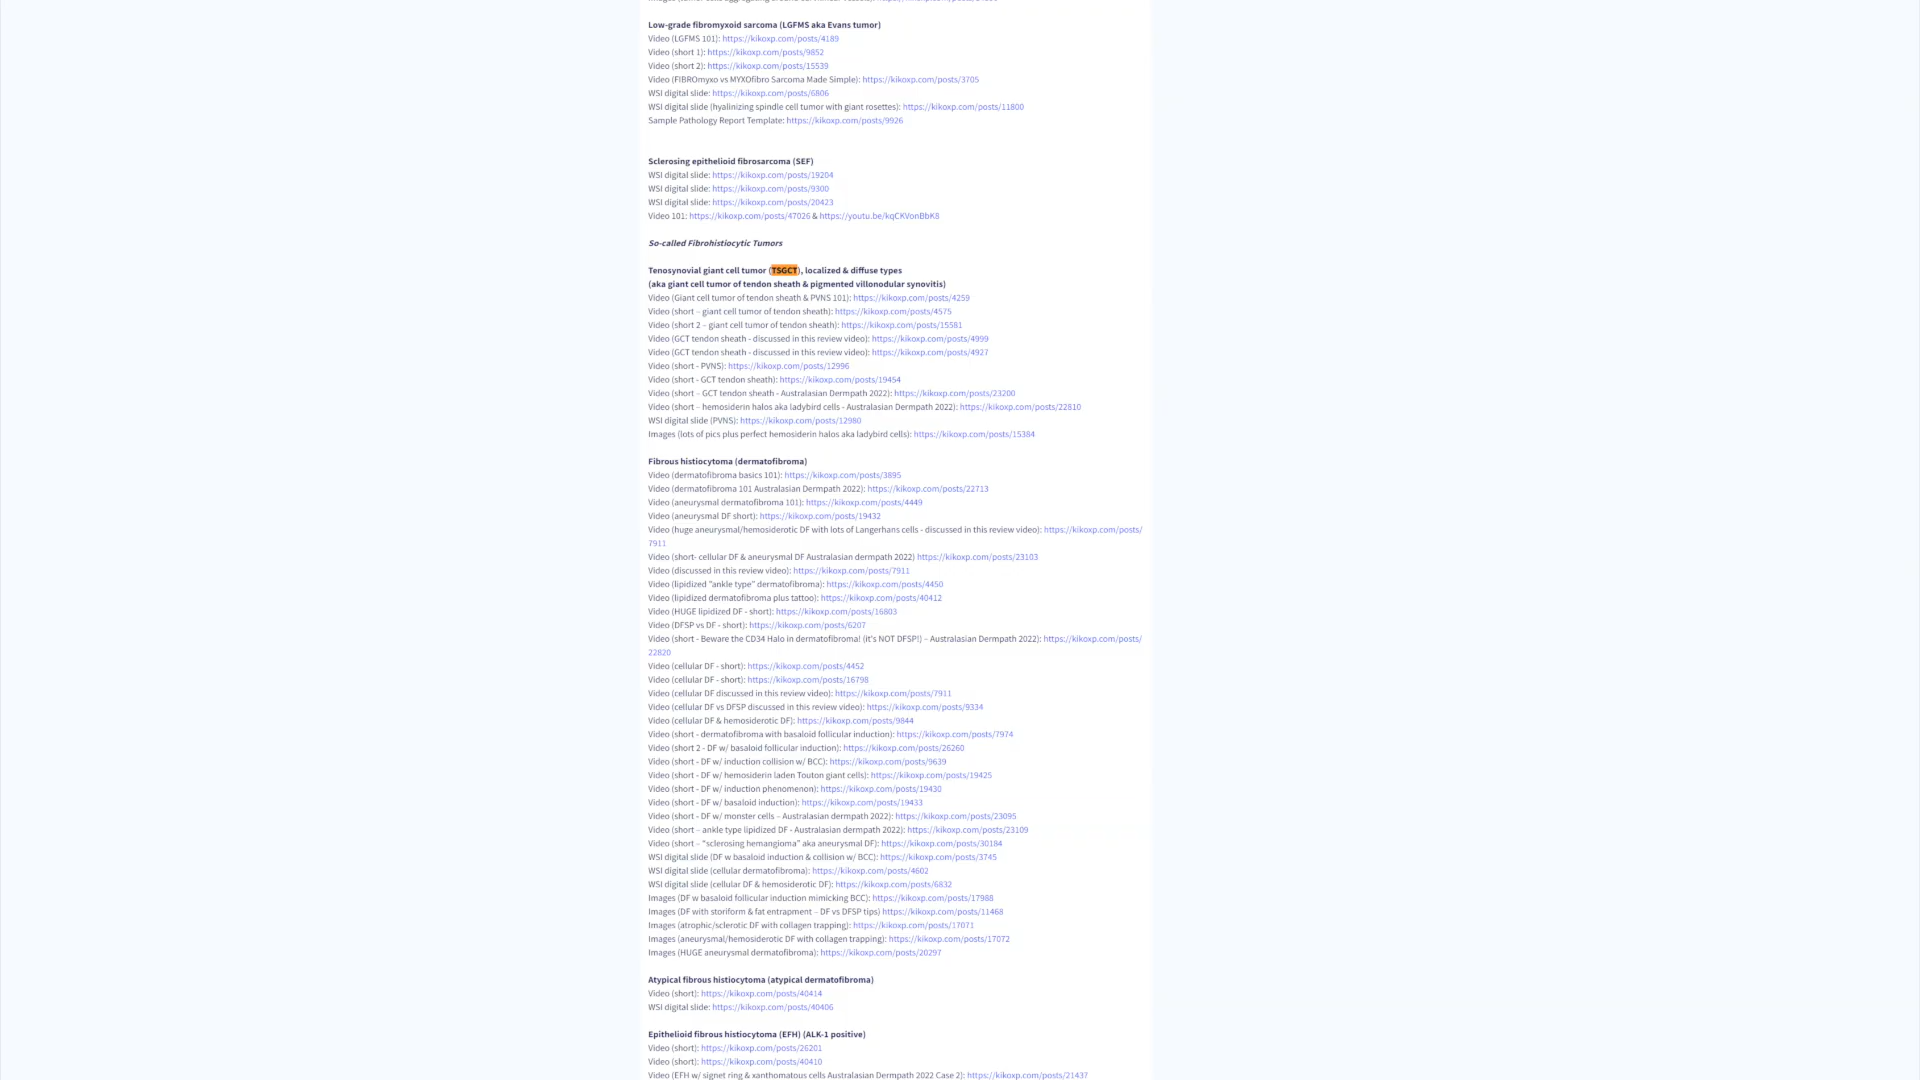 Low-grade fibromyxoid sarcoma (LGFMS aka Evans tumor)
Video (LGFMS 101): https://kikoxp.com/posts/4189
Video (short 1): https://kikoxp.com/posts/9852
Video (short 2): https://kikoxp.com/posts/15539
Video (FIBROmyxo vs MYXOfibro Sarcoma Made Simple): https://kikoxp.com/posts/3705
WSI digital slide: https://kikoxp.com/posts/6806
WSI digital slide (hyalinizing spindle cell tumor with giant rosettes): https://kikoxp.com/posts/11800
Sample Pathology Report Template: https://kikoxp.com/posts/9926
Sclerosing epithelioid fibrosarcoma (SEF)
WSI digital slide: https://kikoxp.com/posts/19204
WSI digital slide: https://kikoxp.com/posts/9300
WSI digital slide: https://kikoxp.com/posts/20423
Video 101: https://kikoxp.com/posts/47026 & https://youtu.be/kqCKVonBbK8
So-called Fibrohistiocytic Tumors
Tenosynovial giant cell tumor (TSGCT), localized & diffuse types
(aka giant cell tumor of tendon sheath & pigmented villonodular synovitis)
Video (Giant cell tumor of tendon sheath & PVNS 101): https://kikoxp.com/posts/4259
Video (short – giant cell tumor of tendon sheath): https://kikoxp.com/posts/4575
Video (short 2 – giant cell tumor of tendon sheath): https://kikoxp.com/posts/15581
Video (GCT tendon sheath - discussed in this review video): https://kikoxp.com/posts/4999
Video (GCT tendon sheath - discussed in this review video): https://kikoxp.com/posts/4927
Video (short - PVNS): https://kikoxp.com/posts/12996
Video (short - GCT tendon sheath): https://kikoxp.com/posts/19454
Video (short – GCT tendon sheath - Australasian Dermpath 2022): https://kikoxp.com/posts/23200
Video (short – hemosiderin halos aka ladybird cells - Australasian Dermpath 2022): https://kikoxp.com/posts/22810
WSI digital slide (PVNS): https://kikoxp.com/posts/12980
Images (lots of pics plus perfect hemosiderin halos aka ladybird cells): https://kikoxp.com/posts/15384
Fibrous histiocytoma (dermatofibroma)
Video (dermatofibroma basics 101): https://kikoxp.com/posts/3895
Video (dermatofibroma 101 Australasian Dermpath 2022): https://kikoxp.com/posts/22713
Video (aneurysmal dermatofibroma 101): https://kikoxp.com/posts/4449
Video (aneurysmal DF short): https://kikoxp.com/posts/19432
Video (huge aneurysmal/hemosiderotic DF with lots of Langerhans cells - discussed in this review video): https://kikoxp.com/posts/
7911
Video (short- cellular DF & aneurysmal DF Australasian dermpath 2022) https://kikoxp.com/posts/23103
Video (discussed in this review video): https://kikoxp.com/posts/7911
Video (lipidized "ankle type" dermatofibroma): https://kikoxp.com/posts/4450
Video (lipidized dermatofibroma plus tattoo): https://kikoxp.com/posts/40412
Video (HUGE lipidized DF - short): https://kikoxp.com/posts/16803
Video (DFSP vs DF - short): https://kikoxp.com/posts/6207
Video (short - Beware the CD34 Halo in dermatofibroma! (it's NOT DFSP!) – Australasian Dermpath 2022): https://kikoxp.com/posts/
22820
Video (cellular DF - short): https://kikoxp.com/posts/4452
Video (cellular DF - short): https://kikoxp.com/posts/16798
Video (cellular DF discussed in this review video): https://kikoxp.com/posts/7911
Video (cellular DF vs DFSP discussed in this review video): https://kikoxp.com/posts/9334
Video (cellular DF & hemosiderotic DF): https://kikoxp.com/posts/9844
Video (short - dermatofibroma with basaloid follicular induction): https://kikoxp.com/posts/7974
Video (short 2 - DF w/ basaloid follicular induction): https://kikoxp.com/posts/26260
Video (short - DF w/ induction collision w/ BCC): https://kikoxp.com/posts/9639
Video (short - DF w/ hemosiderin laden Touton giant cells): https://kikoxp.com/posts/19425
Video (short - DF w/ induction phenomenon): https://kikoxp.com/posts/19430
Video (short - DF w/ basaloid induction): https://kikoxp.com/posts/19433
Video (short - DF w/ monster cells – Australasian dermpath 2022): https://kikoxp.com/posts/23095
Video (short – ankle type lipidized DF - Australasian dermpath 2022): https://kikoxp.com/posts/23109
Video (short – "sclerosing hemangioma" aka aneurysmal DF): https://kikoxp.com/posts/30184
WSI digital slide (DF w basaloid induction & collision w/ BCC): https://kikoxp.com/posts/3745
WSI digital slide (cellular dermatofibroma): https://kikoxp.com/posts/4602
WSI digital slide (cellular DF & hemosiderotic DF): https://kikoxp.com/posts/6832
Images (DF w basaloid follicular induction mimicking BCC): https://kikoxp.com/posts/17988
Images (DF with storiform & fat entrapment – DF vs DFSP tips) https://kikoxp.com/posts/11468
Images (atrophic/sclerotic DF with collagen trapping): https://kikoxp.com/posts/17071
Images (aneurysmal/hemosiderotic DF with collagen trapping): https://kikoxp.com/posts/17072
Images (HUGE aneurysmal dermatofibroma): https://kikoxp.com/posts/20297
Atypical fibrous histiocytoma (atypical dermatofibroma)
Video (short): https://kikoxp.com/posts/40414
WSI digital slide: https://kikoxp.com/posts/40406
Epithelioid fibrous histiocytoma (EFH) (ALK-1 positive)
Video (short): https://kikoxp.com/posts/26201
Video (short): https://kikoxp.com/posts/40410
Video (EFH w/ signet ring & xanthomatous cells Australasian Dermpath 2022 Case 2): https://kikoxp.com/posts/21437